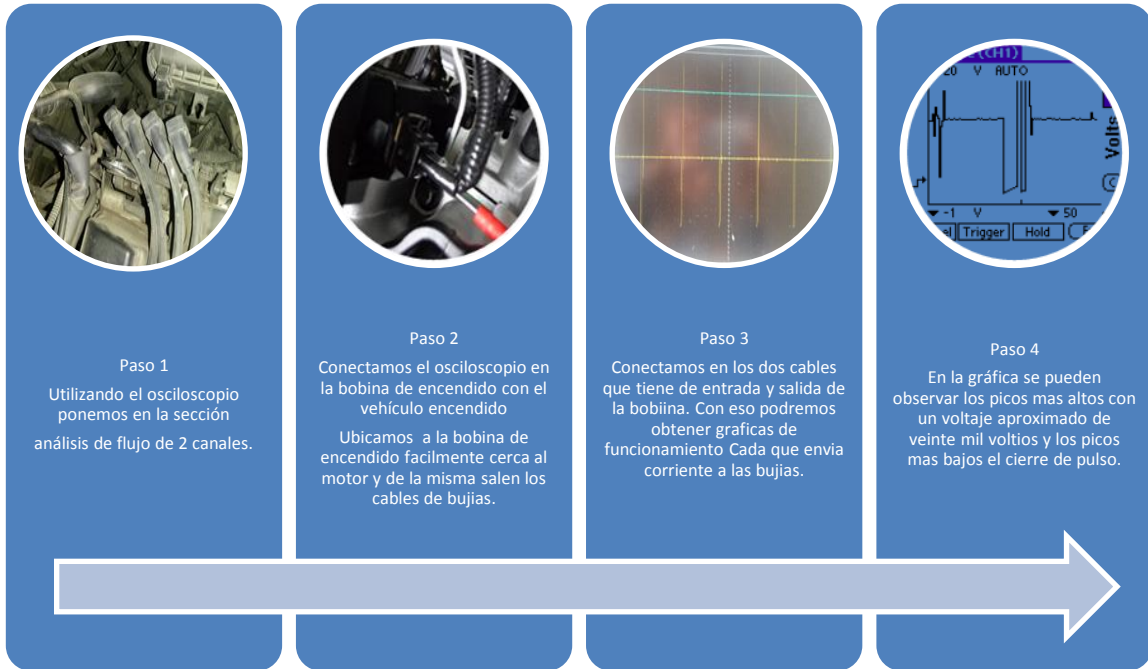 Paso 1
Utilizando el osciloscopio
ponemos en la sección
análisis de flujo de 2 canales.
Paso 2
Conectamos el osciloscopio en
la bobina de encendido con el
vehículo encendido
Ubicamos a la bobina de
encendido facilmente cerca al
motor y de la misma salen los
cables de bujias.
Paso 3
Conectamos en los dos cables
que tiene de entrada y salida de
la bobiina. Con eso podremos
obtener graficas de
funcionamiento Cada que envia
corriente a las bujias.
(CH1)
20 V AUTO
Volts
-1 V 50
Trigger Hold
Paso 4
En la gráfica se pueden
observar los picos mas altos con
un voltaje aproximado de
veinte mil voltios y los picos
mas bajos el cierre de pulso.